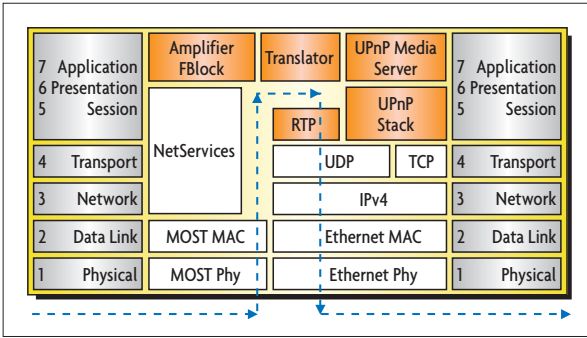 7 Application
6 Presentation
5 Session
4 Transport
3 Network
2 Data Link
1 Physical
Amplifier
FBlock
Translator
UPnP Media
Server
NetServices
RTP
UPnP
Stack
UDP
TCP
IPv4
MOST MAC
Ethernet MAC
MOST Phy
Ethernet Phy
7 Application
6 Presentation
5 Session
4 Transport
3 Network
2 Data Link
1 Physical